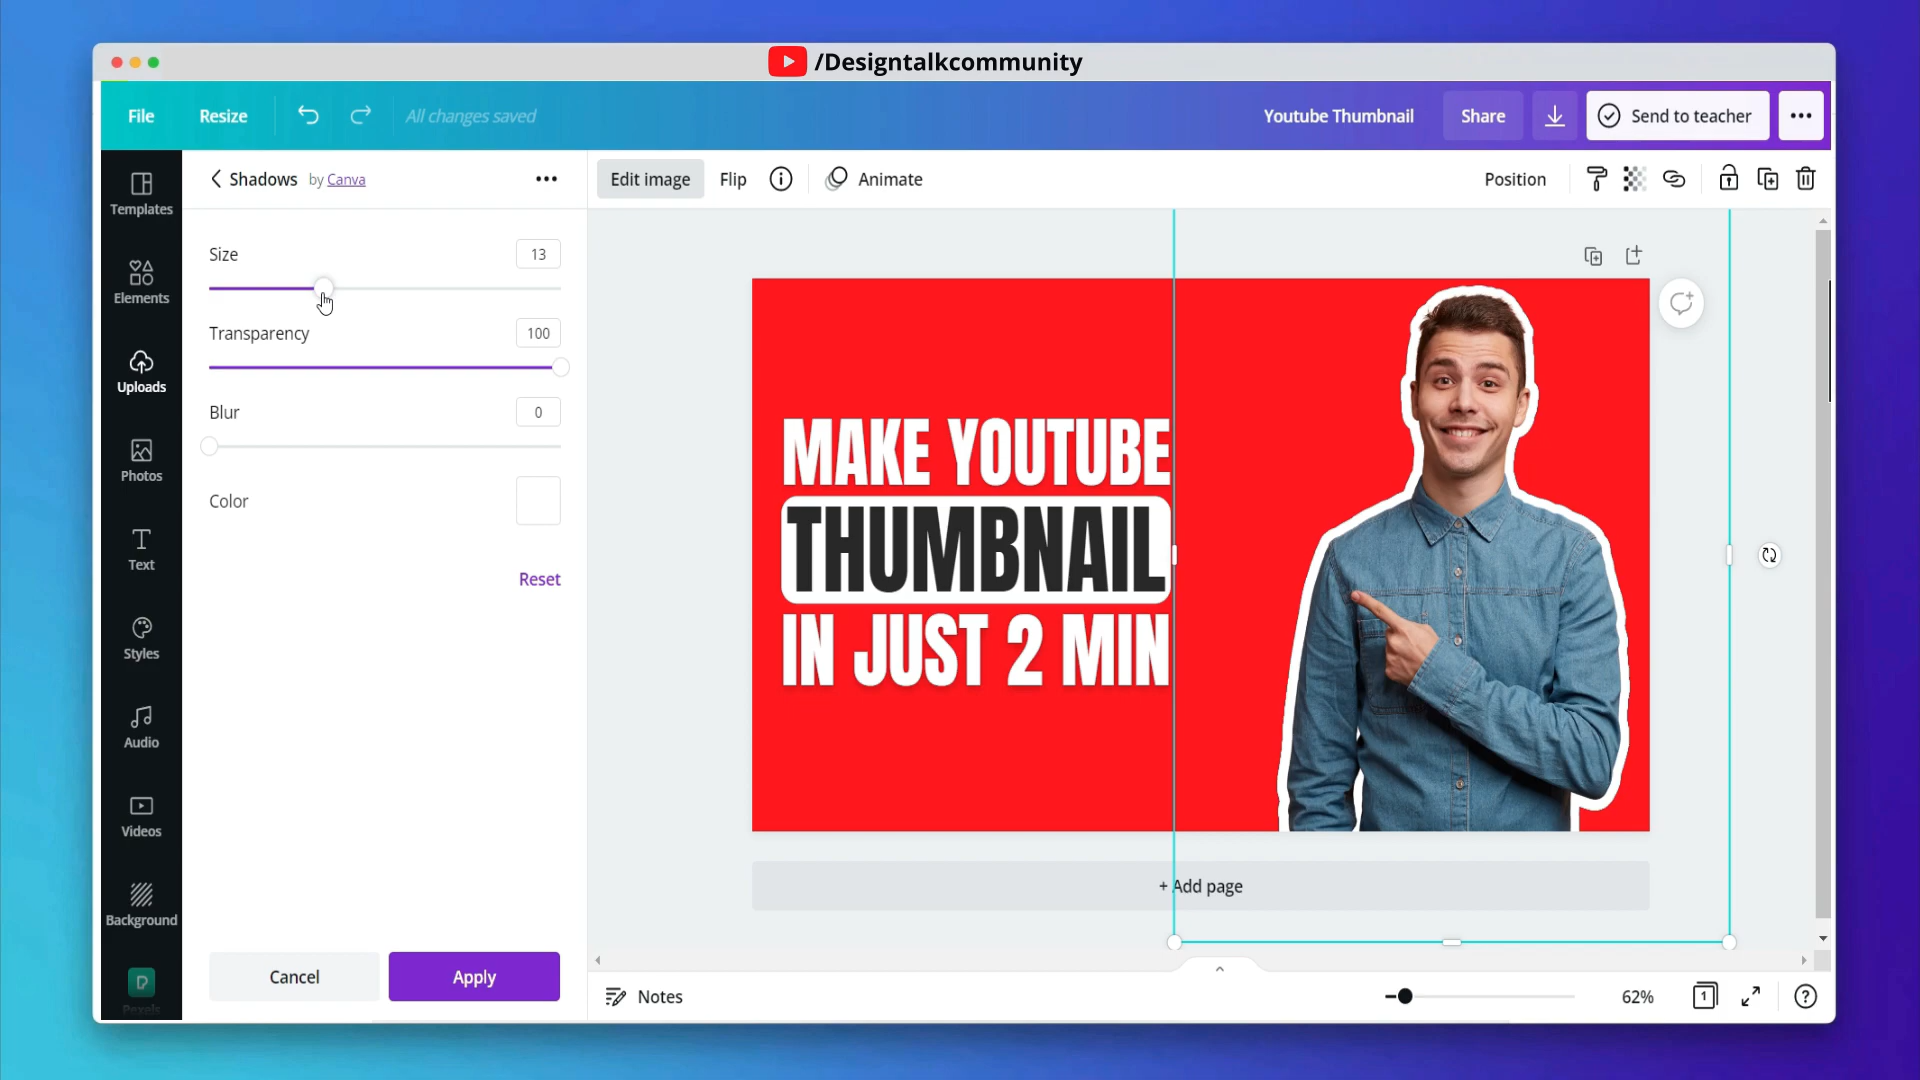 /Designtalkcommunity
File Resize All changes saved Youtube Thumbnail Share Send to teacher
Shadows by Canva
Edit image Flip Animate Position
Templates
Elements
Uploads
Photos
Text
Styles
Audio
Videos
Background
Pexels
Size 13
Transparency 100
Blur 0
Color
Reset
Cancel Apply
MAKE YOUTUBE
THUMBNAIL
IN JUST 2 MIN
+ Add page
Notes 62% 1